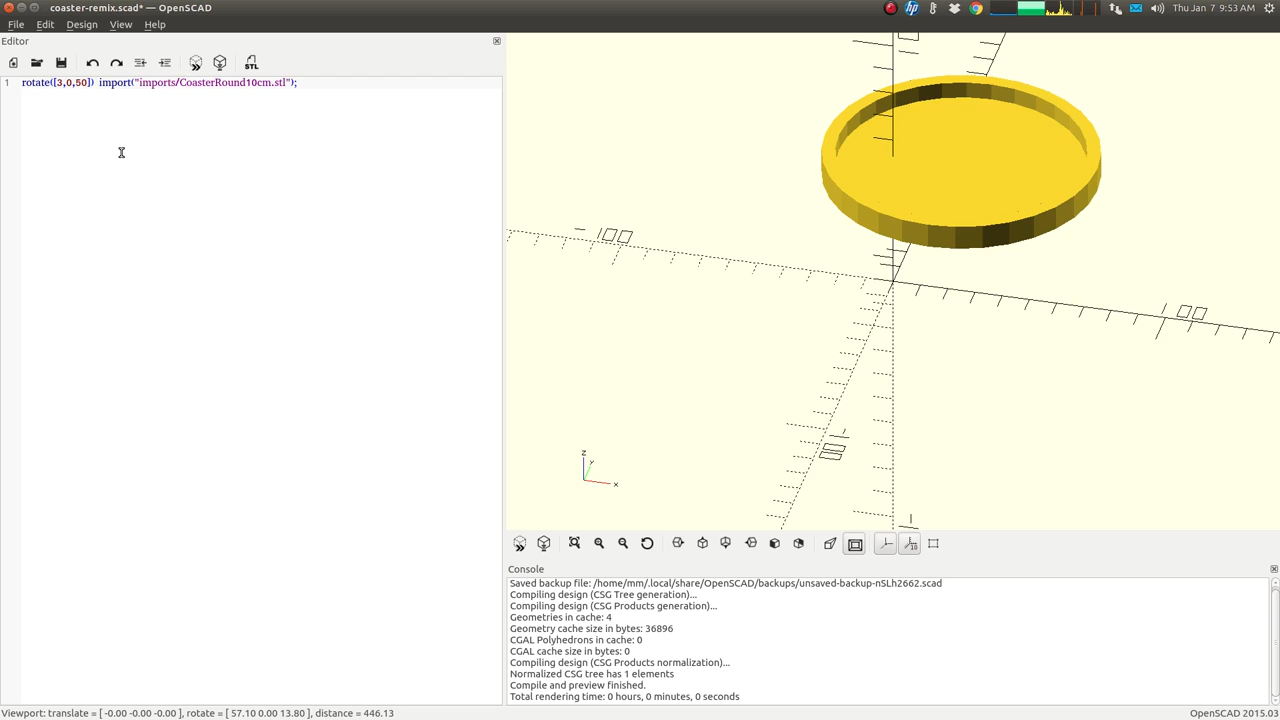 coaster-remix.scad* — OpenSCAD
Thu Jan 7 9:53 AM
File Edit Design View Help
Editor
STL
1 rotate([3,0,50]) import("imports/CoasterRound10cm.stl");
100
100
z
y
x
10
Console
Saved backup file: /home/mm/.local/share/OpenSCAD/backups/unsaved-backup-nSLh2662.scad
Compiling design (CSG Tree generation)...
Compiling design (CSG Products generation)...
Geometries in cache: 4
Geometry cache size in bytes: 36896
CGAL Polyhedrons in cache: 0
CGAL cache size in bytes: 0
Compiling design (CSG Products normalization)...
Normalized CSG tree has 1 elements
Compile and preview finished.
Total rendering time: 0 hours, 0 minutes, 0 seconds
Viewport: translate = [ -0.00 -0.00 -0.00 ], rotate = [ 57.10 0.00 13.80 ], distance = 446.13
OpenSCAD 2015.03